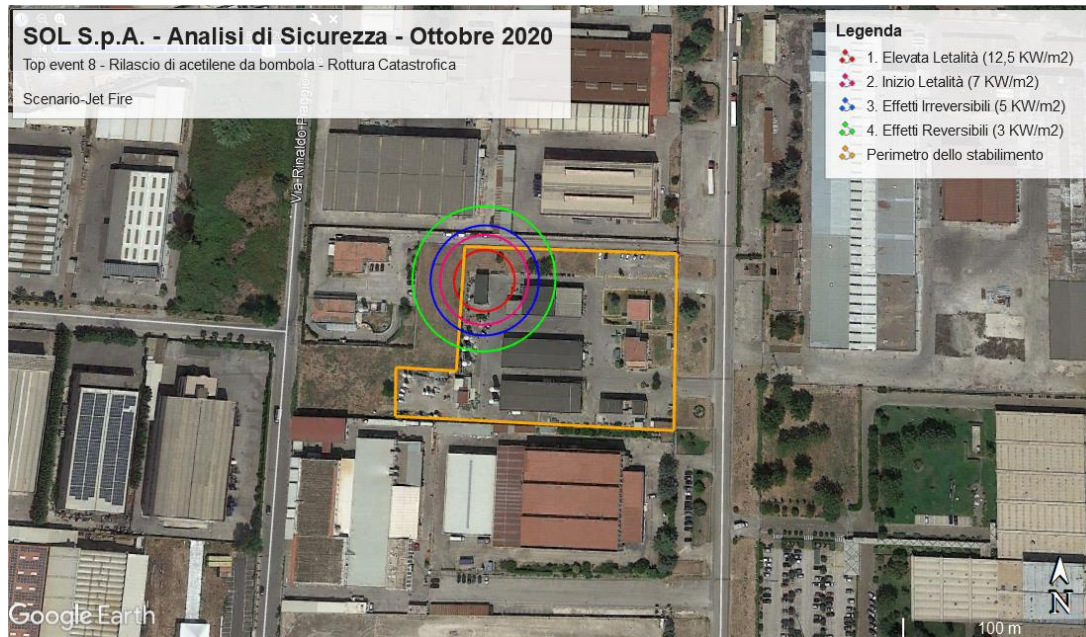 SOL S.p.A. - Analisi di Sicurezza - Ottobre 2020
Top event 8 - Rilascio di acetilene da bombola - Rottura Catastrofica
Scenario-Jet Fire
Legenda
1. Elevata Letalità (12,5 KW/m2)
2. Inizio Letalità (7 KW/m2)
3. Effetti Irreversibili (5 KW/m2)
4. Effetti Reversibili (3 KW/m2)
Perimetro dello stabilimento
Via Rinaldo Piaggio
Google Earth
N
100 m